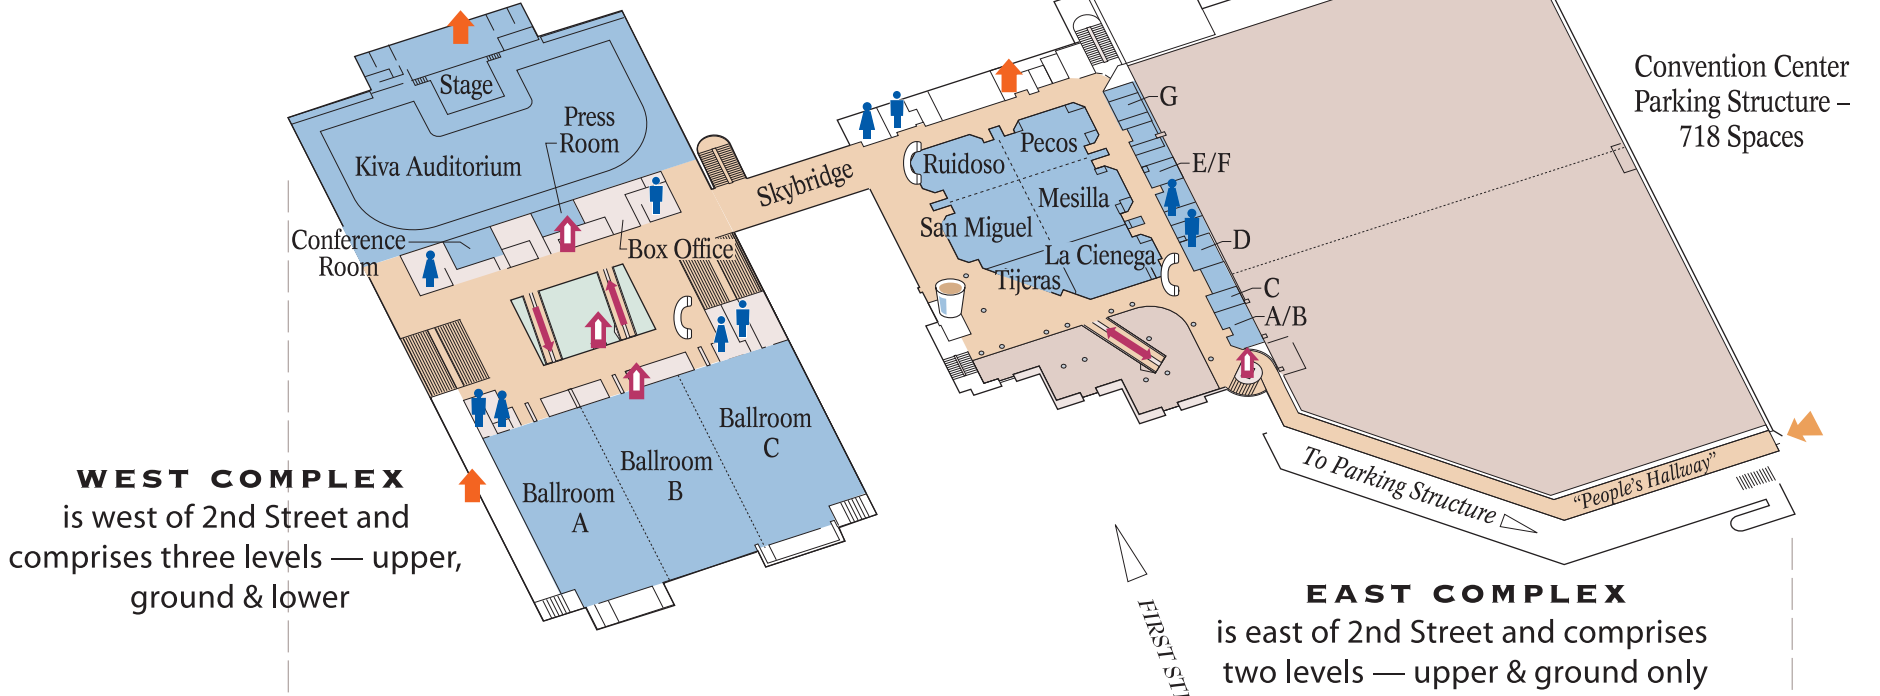 Stage
Press
Room
Kiva Auditorium
Conference
Room
Box Office
Skybridge
Ruidoso
Pecos
Mesilla
San Miguel
La Cienega
Tijeras
G
E/F
D
C
A/B
Convention Center
Parking Structure –
718 Spaces
Ballroom
A
Ballroom
B
Ballroom
C
WEST COMPLEX
is west of 2nd Street and
comprises three levels — upper,
ground & lower
To Parking Structure
“People’s Hallway”
FIRST
EAST COMPLEX
is east of 2nd Street and comprises
two levels — upper & ground only